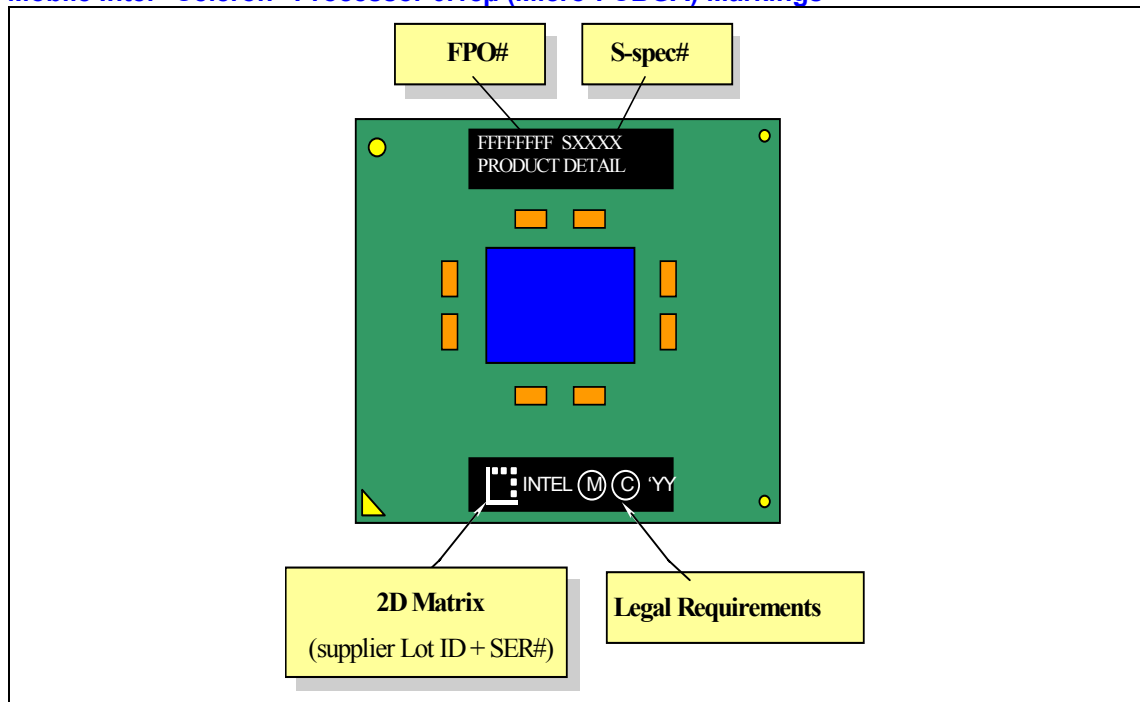 FPO#
S-spec#
FFFFFFFF SXXXX
PRODUCT DETAIL
INTEL M C 'YY
2D Matrix
(supplier Lot ID + SER#)
Legal Requirements